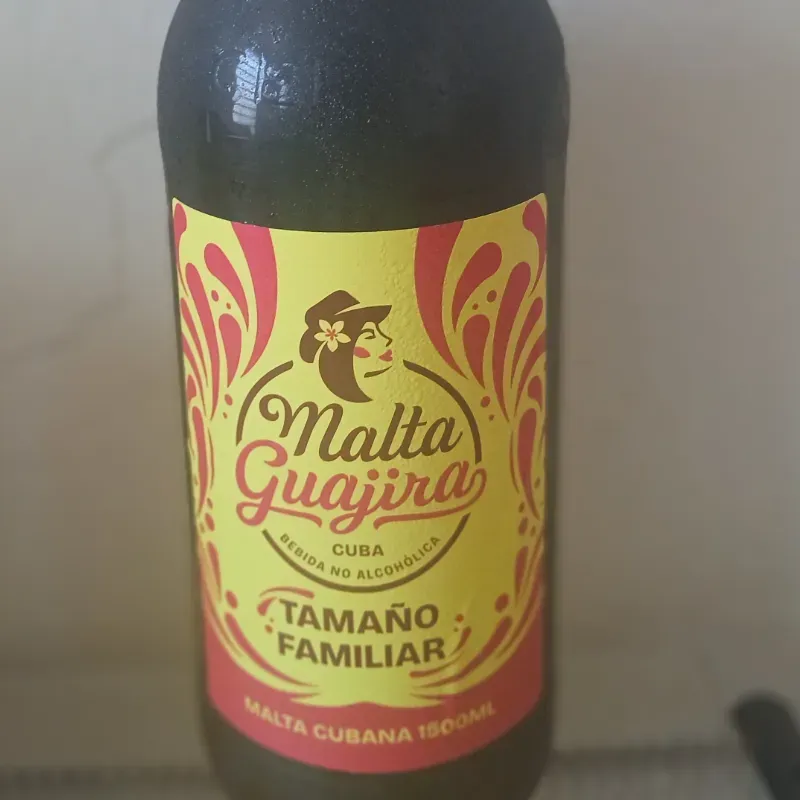 Malta
Guajira
CUBA
BEBIDA NO ALCOHÓLICA
TAMAÑO
FAMILIAR
MALTA CUBANA 1500ML